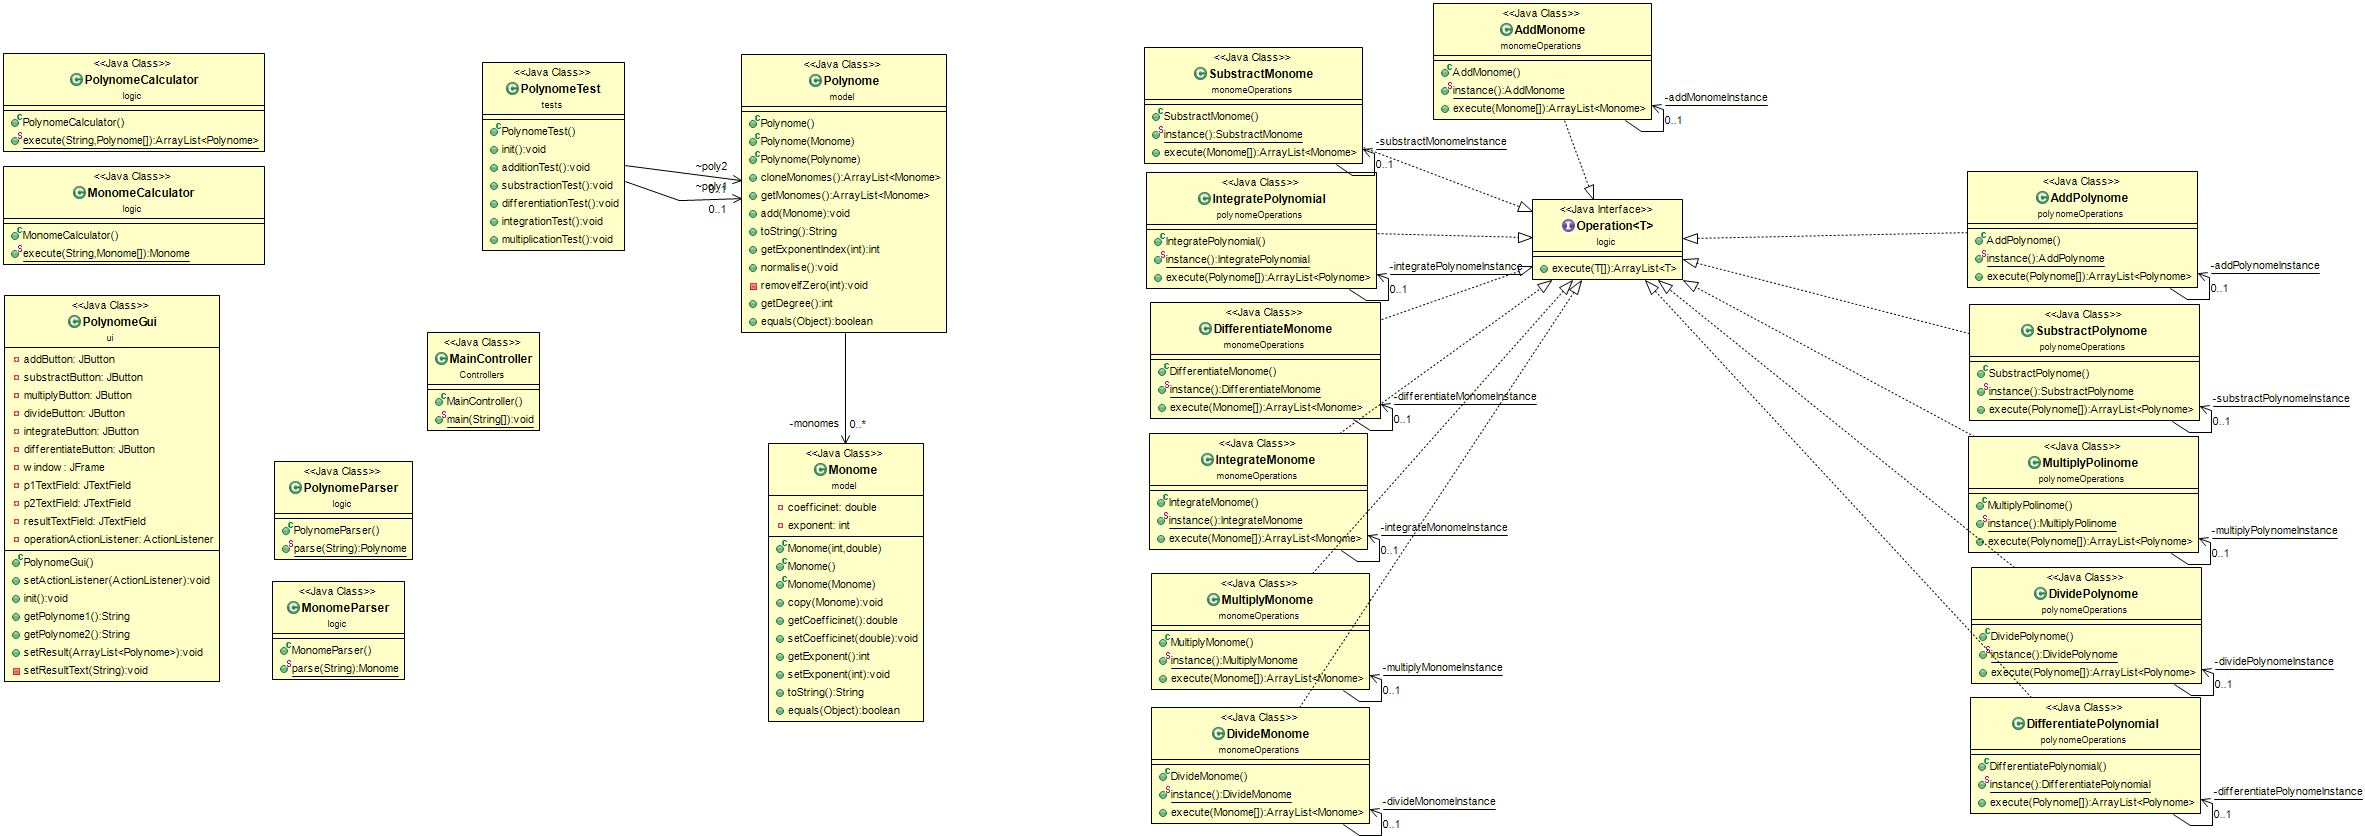 <<Java Class>>
PolynomeCalculator
logic
PolynomeCalculator()
execute(String,Polynome[]):ArrayList<Polynome>
<<Java Class>>
MonomeCalculator
logic
MonomeCalculator()
execute(String,Monome[]):Monome
<<Java Class>>
PolynomeGui
ui
addButton: JButton
substractButton: JButton
multiplyButton: JButton
divideButton: JButton
integrateButton: JButton
differentiateButton: JButton
window: JFrame
p1TextField: JTextField
p2TextField: JTextField
resultTextField: JTextField
operationActionListener: ActionListener
PolynomeGui()
setActionListener(ActionListener):void
init():void
getPolynome1():String
getPolynome2():String
setResult(ArrayList<Polynome>):void
setResultText(String):void
<<Java Class>>
MainController
Controllers
MainController()
main(String[]):void
<<Java Class>>
PolynomeParser
logic
PolynomeParser()
parse(String):Polynome
<<Java Class>>
MonomeParser
logic
MonomeParser()
parse(String):Monome
<<Java Class>>
PolynomeTest
tests
PolynomeTest()
init():void
additionTest():void
substractionTest():void
differentiationTest():void
integrationTest():void
multiplicationTest():void
~poly2
0..1
~poly1
0..1
<<Java Class>>
Polynome
model
Polynome()
Polynome(Monome)
Polynome(Polynome)
cloneMonomes():ArrayList<Monome>
getMonomes():ArrayList<Monome>
add(Monome):void
toString():String
getExponentIndex(int):int
normalise():void
removeIfZero(int):void
getDegree():int
equals(Object):boolean
-monomes
0..*
<<Java Class>>
Monome
model
coefficinet: double
exponent: int
Monome(int,double)
Monome()
Monome(Monome)
copy(Monome):void
getCoefficinet():double
setCoefficinet(double):void
getExponent():int
setExponent(int):void
toString():String
equals(Object):boolean
<<Java Class>>
SubstractMonome
monomeOperations
SubstractMonome()
instance():SubstractMonome
execute(Monome[]):ArrayList<Monome>
-substractMonomeInstance
0..1
<<Java Class>>
IntegratePolynomial
polynomeOperations
IntegratePolynomial()
instance():IntegratePolynomial
execute(Polynome[]):ArrayList<Polynome>
-integratePolynomeInstance
0..1
<<Java Class>>
DifferentiateMonome
monomeOperations
DifferentiateMonome()
instance():DifferentiateMonome
execute(Monome[]):ArrayList<Monome>
-differentiateMonomeInstance
0..1
<<Java Class>>
IntegrateMonome
monomeOperations
IntegrateMonome()
instance():IntegrateMonome
execute(Monome[]):ArrayList<Monome>
-integrateMonomeInstance
0..1
<<Java Class>>
MultiplyMonome
monomeOperations
MultiplyMonome()
instance():MultiplyMonome
execute(Monome[]):ArrayList<Monome>
-multiplyMonomeInstance
0..1
<<Java Class>>
DivideMonome
monomeOperations
DivideMonome()
instance():DivideMonome
execute(Monome[]):ArrayList<Monome>
-divideMonomeInstance
0..1
<<Java Class>>
AddMonome
monomeOperations
AddMonome()
instance():AddMonome
execute(Monome[]):ArrayList<Monome>
-addMonomeInstance
0..1
<<Java Interface>>
Operation<T>
logic
execute(T[]):ArrayList<T>
<<Java Class>>
AddPolynome
polynomeOperations
AddPolynome()
instance():AddPolynome
execute(Polynome[]):ArrayList<Polynome>
-addPolynomeInstance
0..1
<<Java Class>>
SubstractPolynome
polynomeOperations
SubstractPolynome()
instance():SubstractPolynome
execute(Polynome[]):ArrayList<Polynome>
-substractPolynomeInstance
0..1
<<Java Class>>
MultiplyPolinome
polynomeOperations
MultiplyPolinome()
instance():MultiplyPolinome
execute(Polynome[]):ArrayList<Polynome>
-multiplyPolynomeInstance
0..1
<<Java Class>>
DividePolynome
polynomeOperations
DividePolynome()
instance():DividePolynome
execute(Polynome[]):ArrayList<Polynome>
-dividePolynomeInstance
0..1
<<Java Class>>
DifferentiatePolynomial
polynomeOperations
DifferentiatePolynomial()
instance():DifferentiatePolynomial
execute(Polynome[]):ArrayList<Polynome>
-differentiatePolynomeInstance
0..1